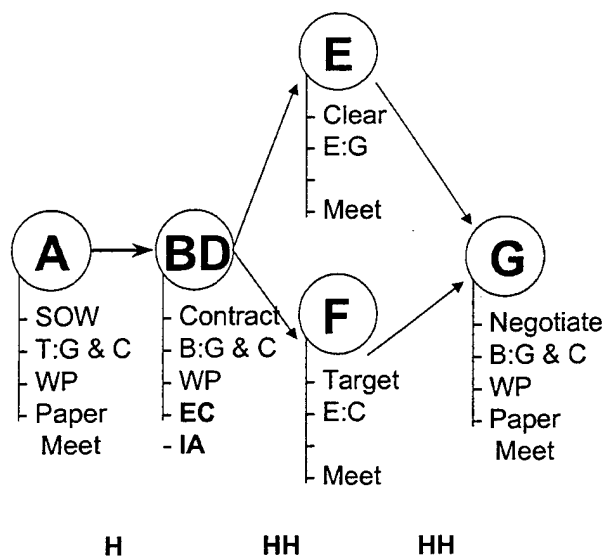 A
SOW
T:G & C
WP
Paper
Meet
BD
Contract
B:G & C
WP
EC
IA
E
Clear
E:G
Meet
F
Target
E:C
Meet
G
Negotiate
B:G & C
WP
Paper
Meet
H
HH
HH